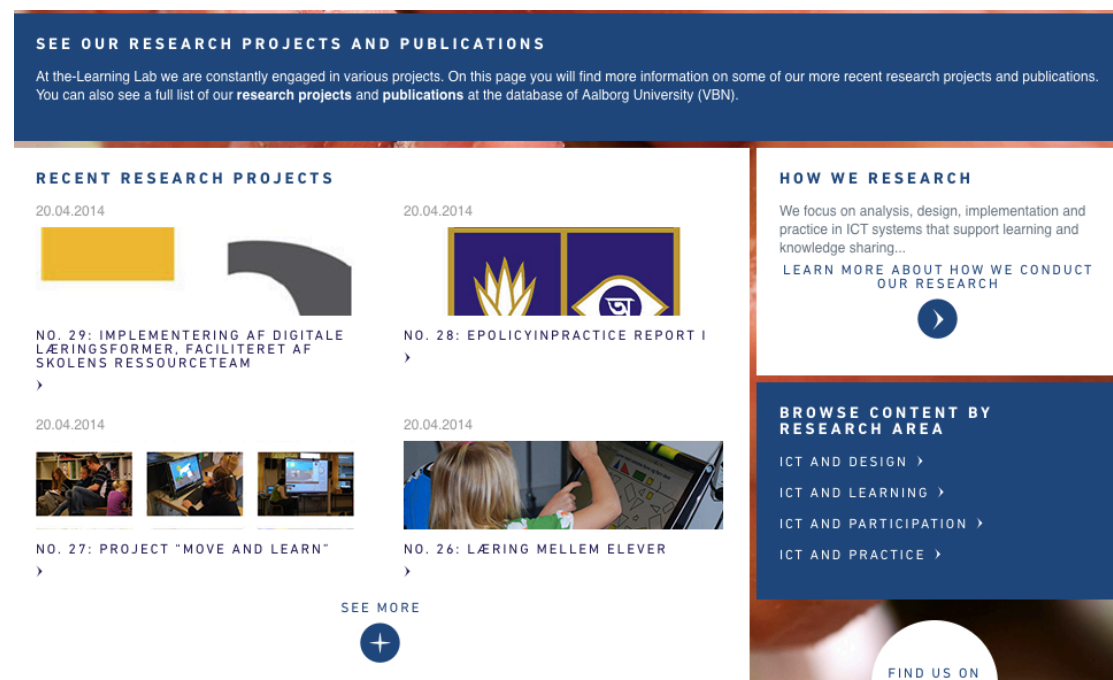 SEE OUR RESEARCH PROJECTS AND PUBLICATIONS
At the-Learning Lab we are constantly engaged in various projects. On this page you will find more information on some of our more recent research projects and publications.
You can also see a full list of our research projects and publications at the database of Aalborg University (VBN).
RECENT RESEARCH PROJECTS
20.04.2014
NO. 29: IMPLEMENTERING AF DIGITALE
LÆRINGSFORMER, FACILITERET AF
SKOLENS RESSOURCETEAM
20.04.2014
অ
NO. 28: EPOLICYINPRACTICE REPORT I
20.04.2014
NO. 27: PROJECT “MOVE AND LEARN”
20.04.2014
NO. 26: LÆRING MELLEM ELEVER
SEE MORE
HOW WE RESEARCH
We focus on analysis, design, implementation and
practice in ICT systems that support learning and
knowledge sharing...
LEARN MORE ABOUT HOW WE CONDUCT
OUR RESEARCH
BROWSE CONTENT BY
RESEARCH AREA
ICT AND DESIGN
ICT AND LEARNING
ICT AND PARTICIPATION
ICT AND PRACTICE
FIND US ON